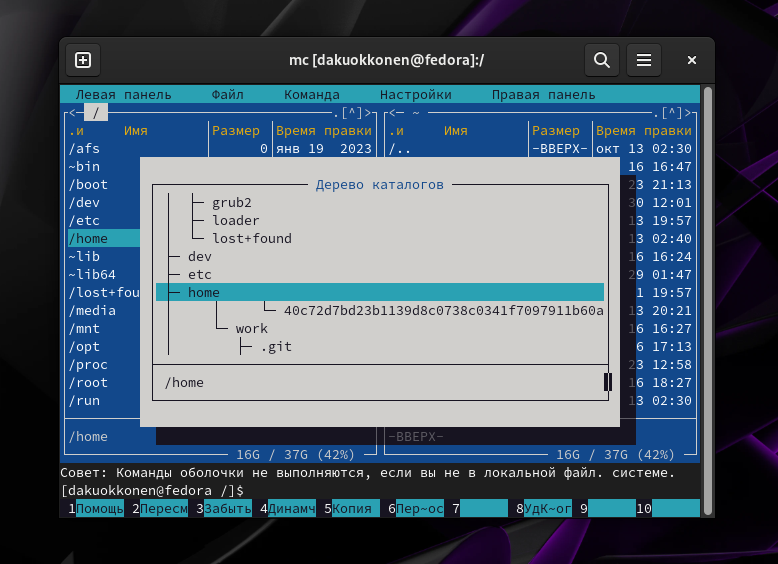 mc [dakuokkonen@fedora]:/
Левая панель Файл Команда Настройки Правая панель
<─ / .[^]> <─ ~ .[^]>
.и Имя Размер Время правки .и Имя Размер Время правки
/afs 0 янв 19 2023 /.. -ВВЕРХ- окт 13 02:30
~bin 16 16:47
/boot Дерево каталогов 23 21:13
/dev grub2 30 12:01
/etc loader 13 19:57
/home lost+found 13 02:40
~lib dev 16 16:24
~lib64 etc 29 01:47
/lost+fou home 1 19:57
/media 40c72d7bd23b1139d8c0738c0341f7097911b60a 13 20:21
/mnt work 16 16:27
/opt .git 6 17:13
/proc 23 12:58
/root /home 16 18:27
/run 13 02:30
/home -ВВЕРХ-
16G / 37G (42%) 16G / 37G (42%)
Совет: Команды оболочки не выполняются, если вы не в локальной файл. системе.
[dakuokkonen@fedora /]$
1Помощь 2Пересм 3Забыть 4Динамч 5Копия 6Пер~ос 7 8УдК~ог 9 10